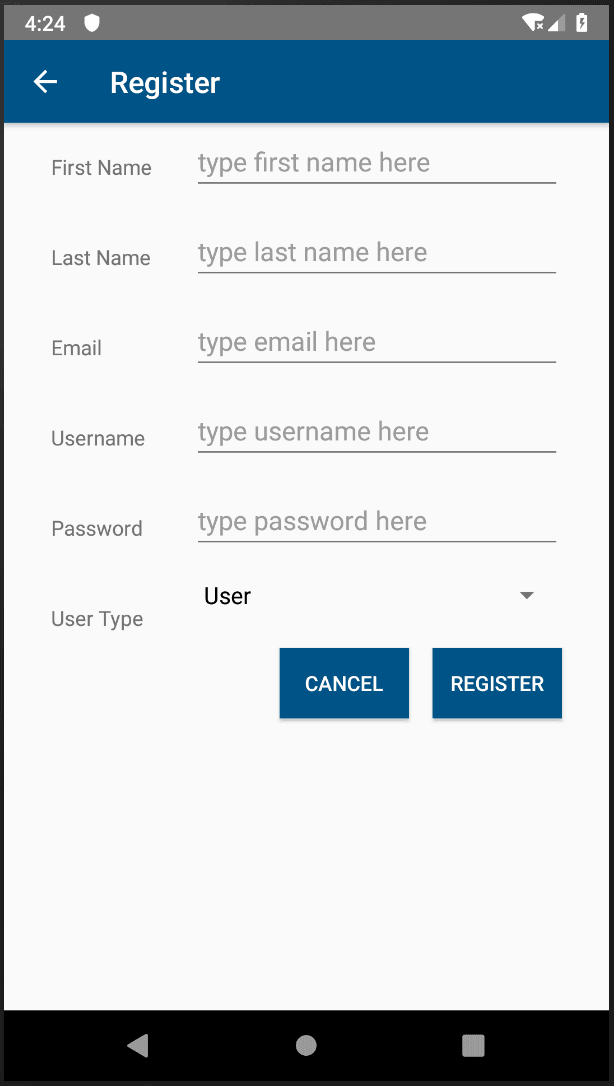 4:24
Register
First Name type first name here
Last Name type last name here
Email type email here
Username type username here
Password type password here
User Type User
CANCEL REGISTER